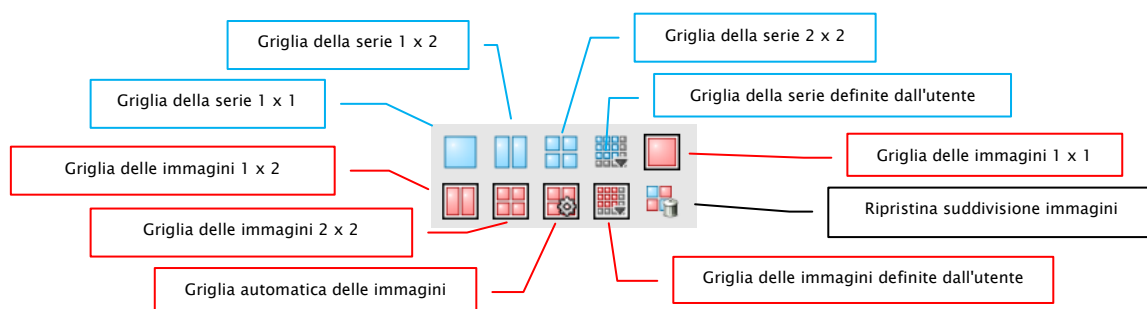 Griglia della serie 2 x 2
Griglia della serie 1 x 2
Griglia della serie 1 x 1
Griglia della serie definite dall'utente
Griglia delle immagini 1 x 2
Griglia delle immagini 1 x 1
Ripristina suddivisione immagini
Griglia delle immagini 2 x 2
Griglia delle immagini definite dall'utente
Griglia automatica delle immagini